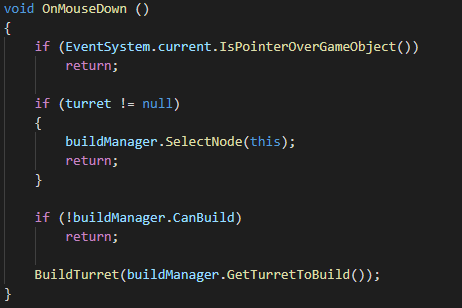 void OnMouseDown ()
{
    if (EventSystem.current.IsPointerOverGameObject())
        return;

    if (turret != null)
    {
        buildManager.SelectNode(this);
        return;
    }

    if (!buildManager.CanBuild)
        return;

    BuildTurret(buildManager.GetTurretToBuild());
}